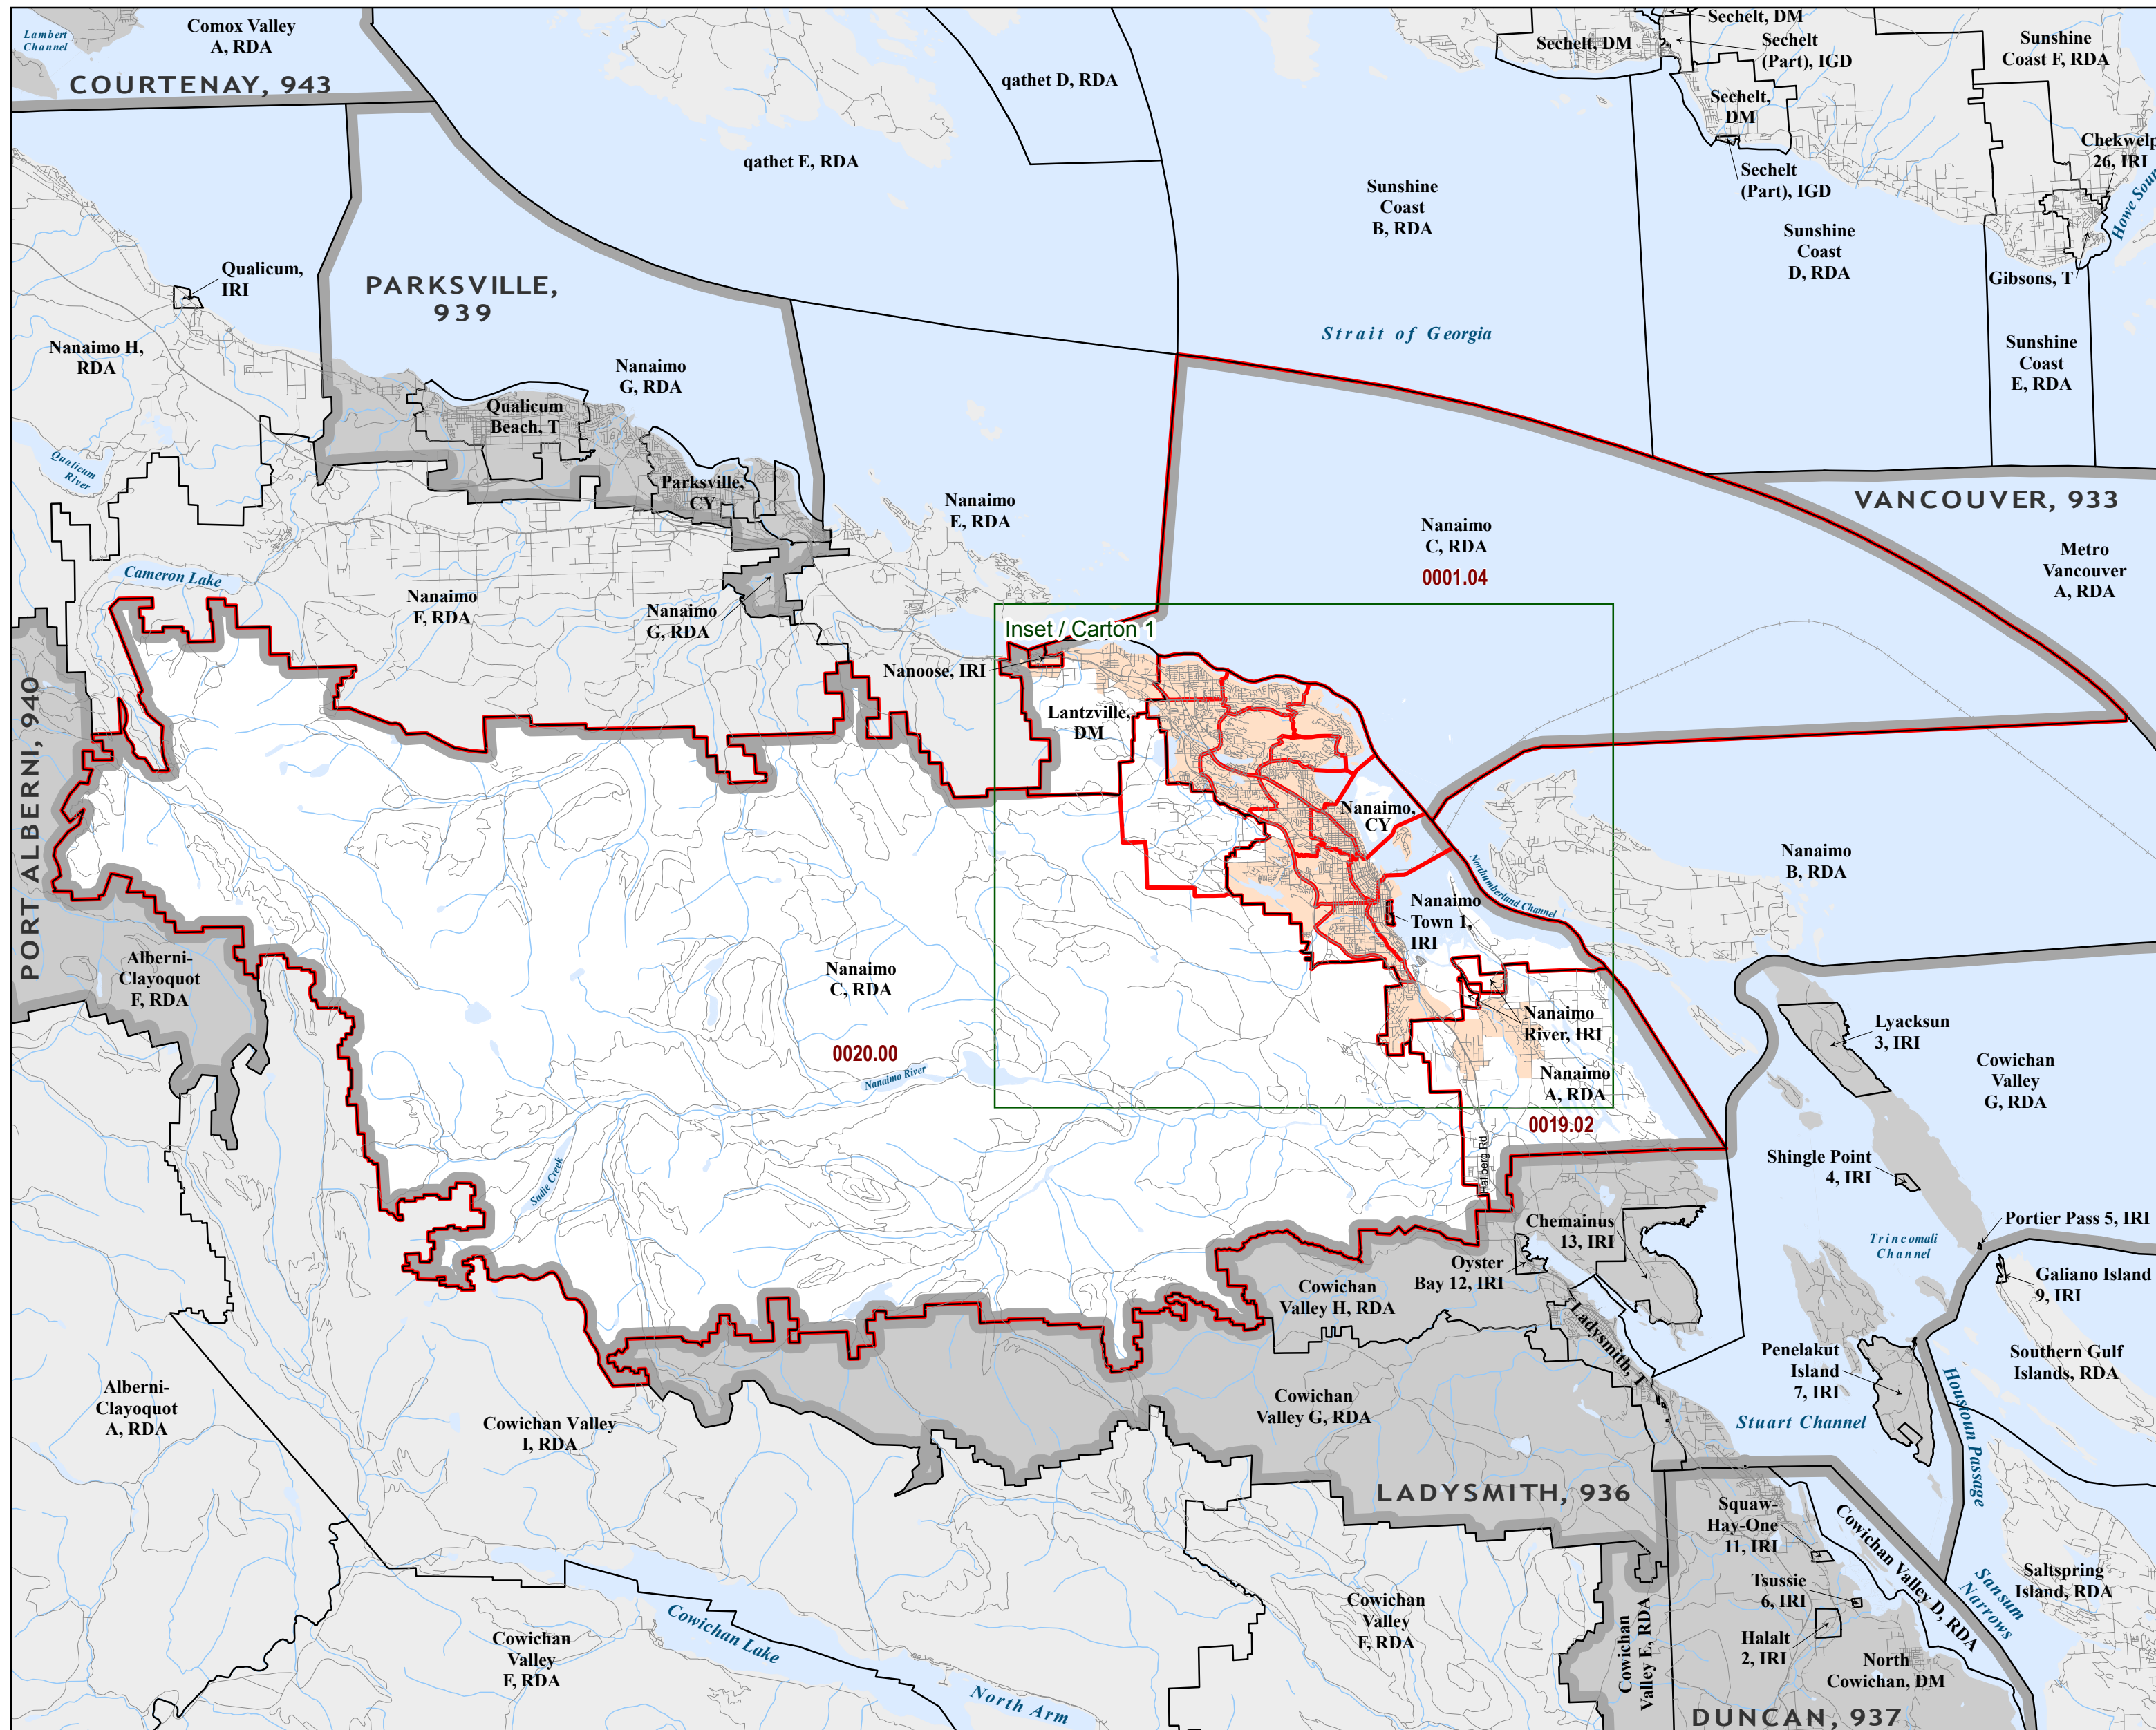 Lambert
Channel
Comox Valley
A, RDA
COURTENAY, 943
qathet D, RDA
qathet E, RDA
Sechelt, DM
Sechelt, DM
Sechelt
(Part), IGD
Sechelt,
DM
Sechelt
(Part), IGD
Sunshine
Coast F, RDA
26, IRI
Sunshine
Coast
B, RDA
Sunshine
Coast
D, RDA
Gibsons, T
Sunshine
Coast
E, RDA
Strait of Georgia
Qualicum,
IRI
PARKSVILLE,
939
Nanaimo H,
RDA
Nanaimo
G, RDA
Qualicum
Beach, T
Qualicum
River
Parksville,
CY
Nanaimo
E, RDA
VANCOUVER, 933
Nanaimo
C, RDA
0001.04
Metro
Vancouver
A, RDA
Cameron Lake
Nanaimo
F, RDA
Nanaimo
G, RDA
Inset / Carton 1
Nanoose, IRI
Lantzville,
DM
PORT ALBERNI, 940
Nanaimo,
CY
Nanaimo
B, RDA
Northumberland Channel
Nanaimo
Town 1,
IRI
Alberni-
Clayoquot
F, RDA
Nanaimo
C, RDA
0020.00
Nanaimo River
Nanaimo
River, IRI
Nanaimo
A, RDA
0019.02
Lyacksun
3, IRI
Cowichan
Valley
G, RDA
Hallberg Rd
Sadie Creek
Shingle Point
4, IRI
Portier Pass 5, IRI
Trincomali
Channel
Chemainus
13, IRI
Oyster
Bay 12, IRI
Galiano Island
9, IRI
Cowichan
Valley H, RDA
Ladysmith, T
Penelakut
Island
7, IRI
Southern Gulf
Islands, RDA
Houstoun Passage
Alberni-
Clayoquot
A, RDA
Cowichan Valley
I, RDA
Cowichan
Valley G, RDA
Stuart Channel
LADYSMITH, 936
Squaw-
Hay-One
11, IRI
Cowichan Valley D, RDA
Sansum
Narrows
Saltspring
Island, RDA
Tsussie
6, IRI
Halalt
2, IRI
Cowichan
Valley
F, RDA
Cowichan Lake
Cowichan
Valley
F, RDA
Cowichan
Valley E, RDA
North
Cowichan, DM
North Arm
DUNCAN, 937